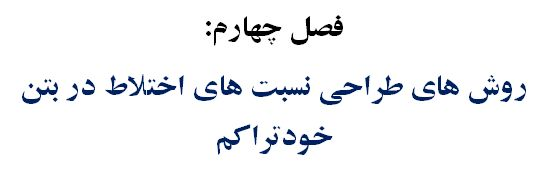 فصل چهارم:
روش های طراحی نسبت های اختلاط در بتن
خودتراکم